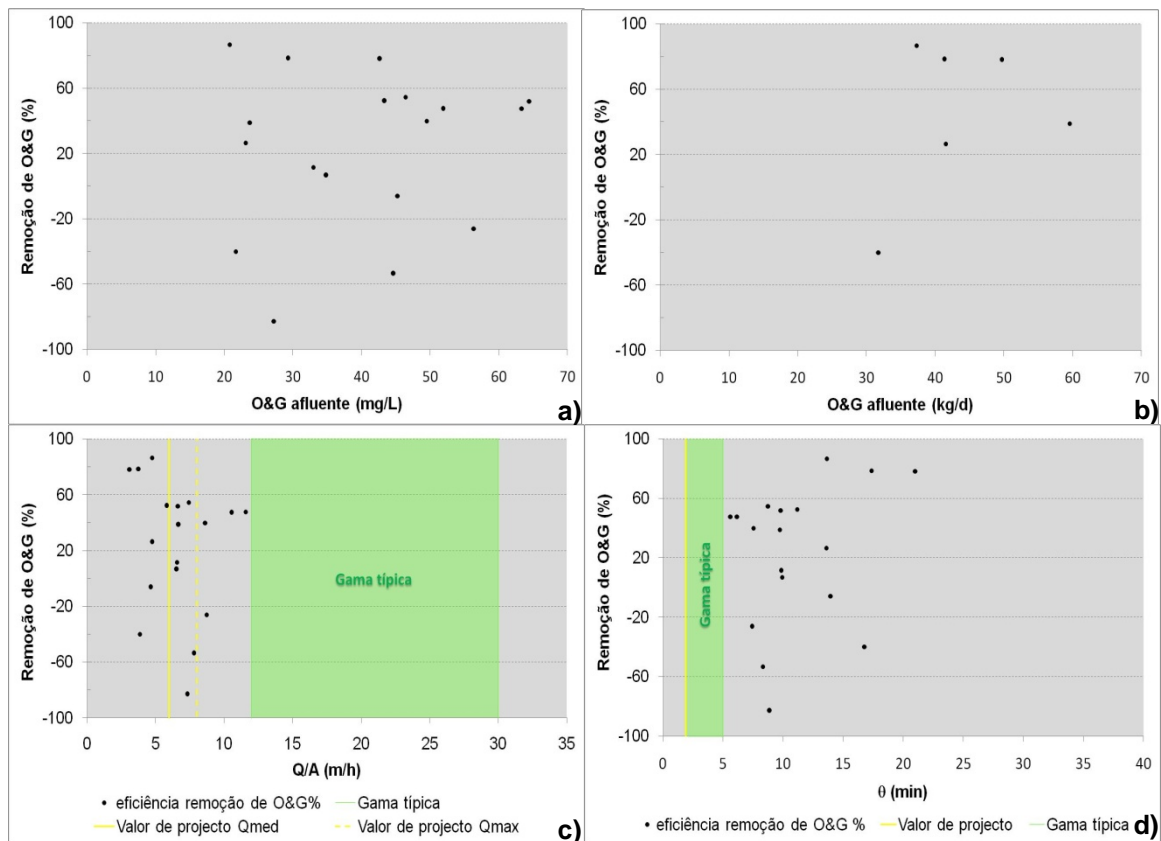 100
60
20
-20
-60
-100
Remoção de O&G (%)
0 10 20 30 40 50 60 70
O&G afluente (mg/L)
a)
100
60
20
-20
-60
-100
Remoção de O&G (%)
0 10 20 30 40 50 60 70
O&G afluente (kg/d)
b)
100
60
20
-20
-60
-100
Remoção de O&G (%)
Gama típica
0 5 10 15 20 25 30 35
Q/A (m/h)
• eficiência remoção de O&G% Gama típica
Valor de projecto Qmed Valor de projecto Qmax
c)
100
60
20
-20
-60
-100
Remoção de O&G (%)
Gama típica
0 5 10 15 20 25 30 35 40
θ (min)
• eficiência remoção de O&G % Valor de projecto Gama típica
d)